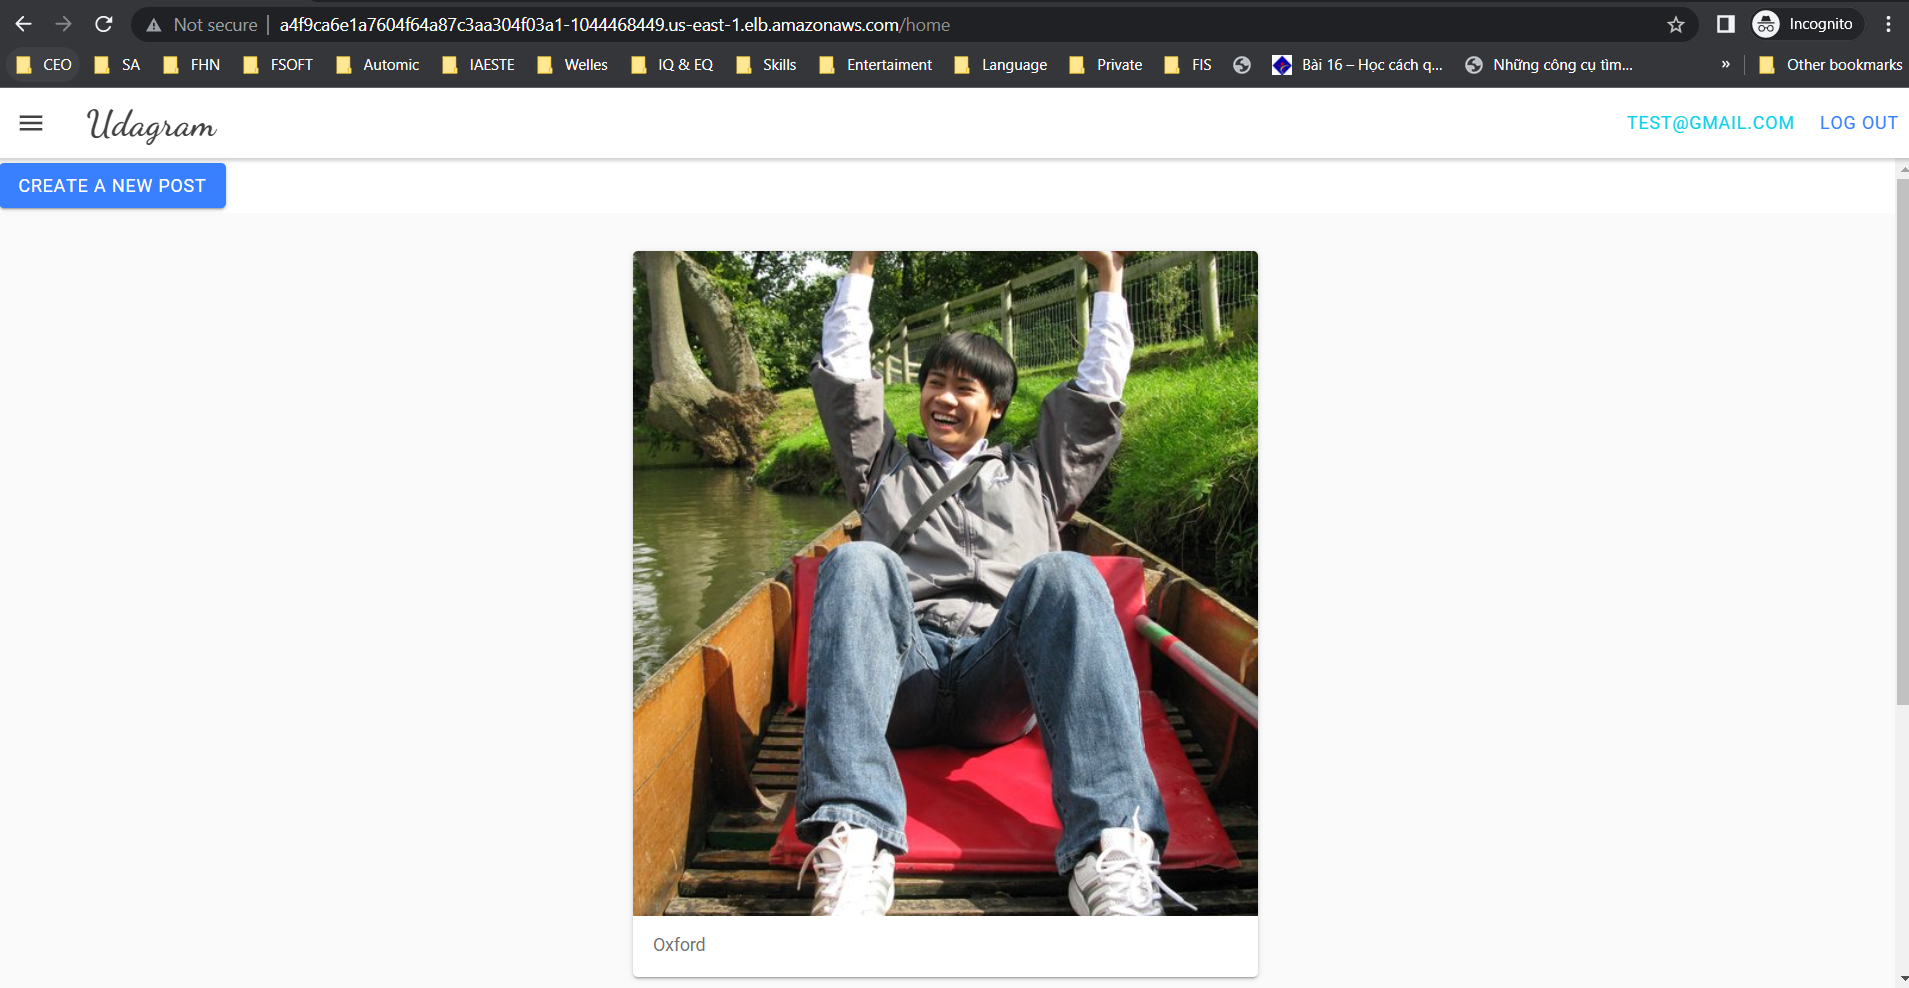 Not secure | a4f9ca6e1a7604f64a87c3aa304f03a1-1044468449.us-east-1.elb.amazonaws.com/home Incognito
CEO SA FHN FSOFT Automic IAESTE Welles IQ & EQ Skills Entertaiment Language Private FIS Bài 16 – Học cách q... Những công cụ tìm... » Other bookmarks
Udagram TEST@GMAIL.COM LOG OUT
CREATE A NEW POST
Oxford